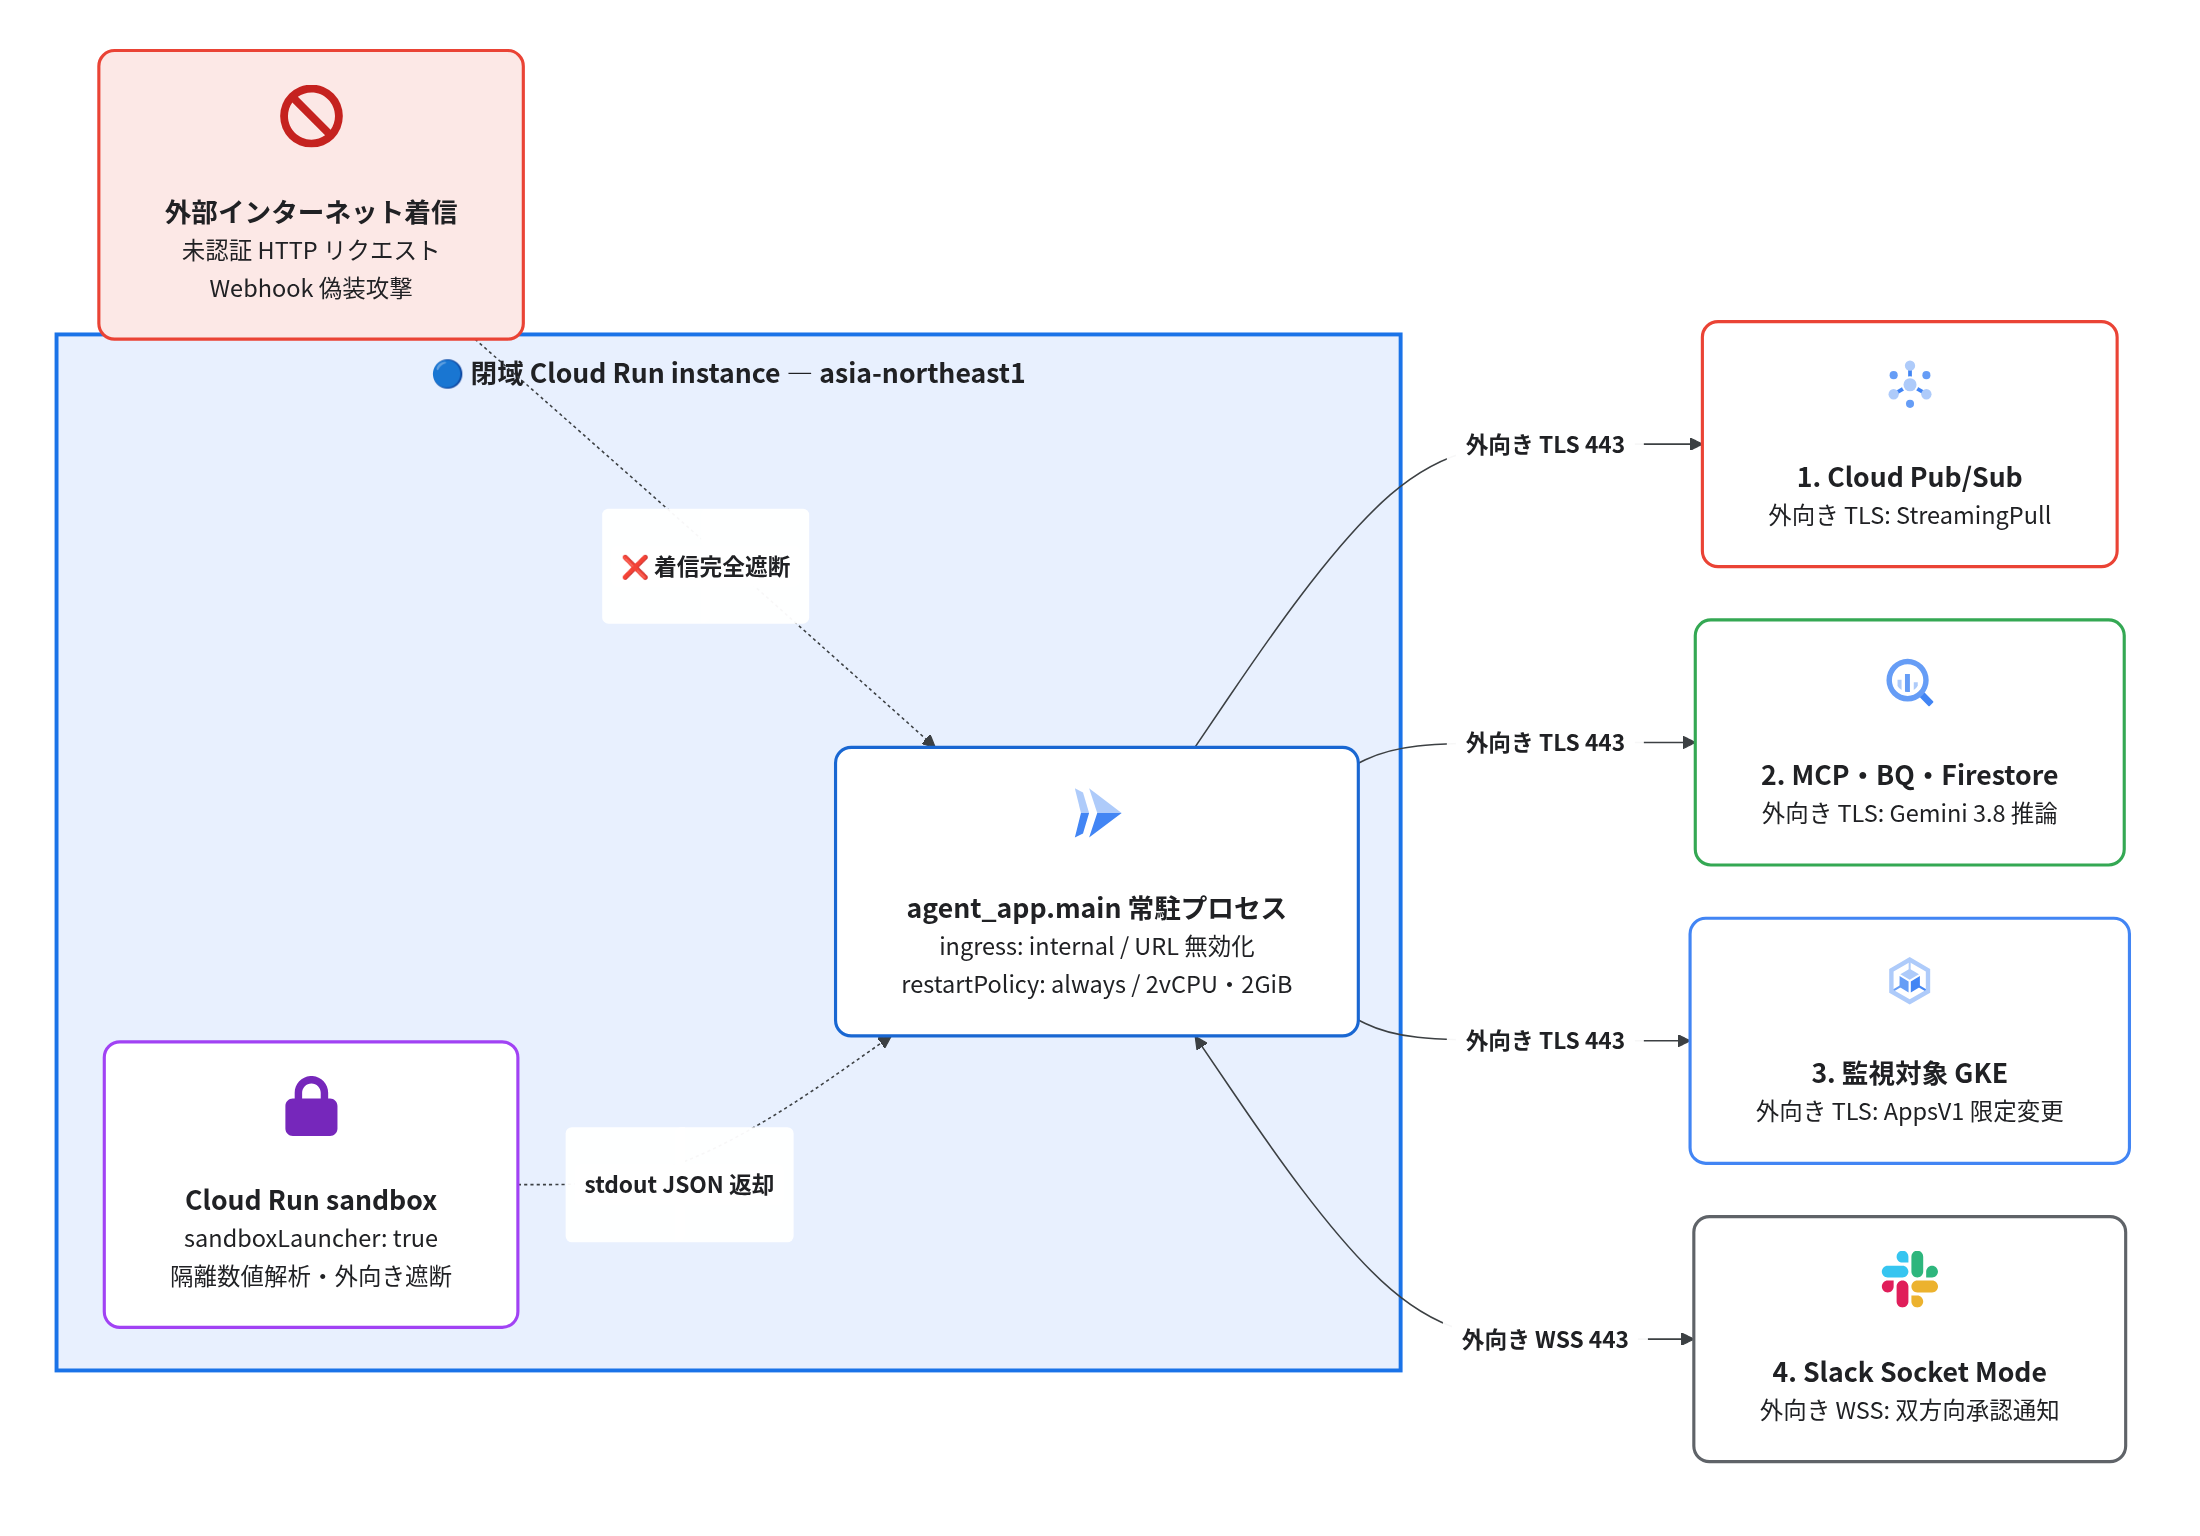 外部インターネット着信
未認証 HTTP リクエスト
Webhook 偽装攻撃
閉域 Cloud Run instance — asia-northeast1
❌ 着信完全遮断
agent_app.main 常駐プロセス
ingress: internal / URL 無効化
restartPolicy: always / 2vCPU・2GiB
Cloud Run sandbox
sandboxLauncher: true
隔離数値解析・外向き遮断
stdout JSON 返却
外向き TLS 443
1. Cloud Pub/Sub
外向き TLS: StreamingPull
外向き TLS 443
2. MCP・BQ・Firestore
外向き TLS: Gemini 3.8 推論
外向き TLS 443
3. 監視対象 GKE
外向き TLS: AppsV1 限定変更
外向き WSS 443
4. Slack Socket Mode
外向き WSS: 双方向承認通知